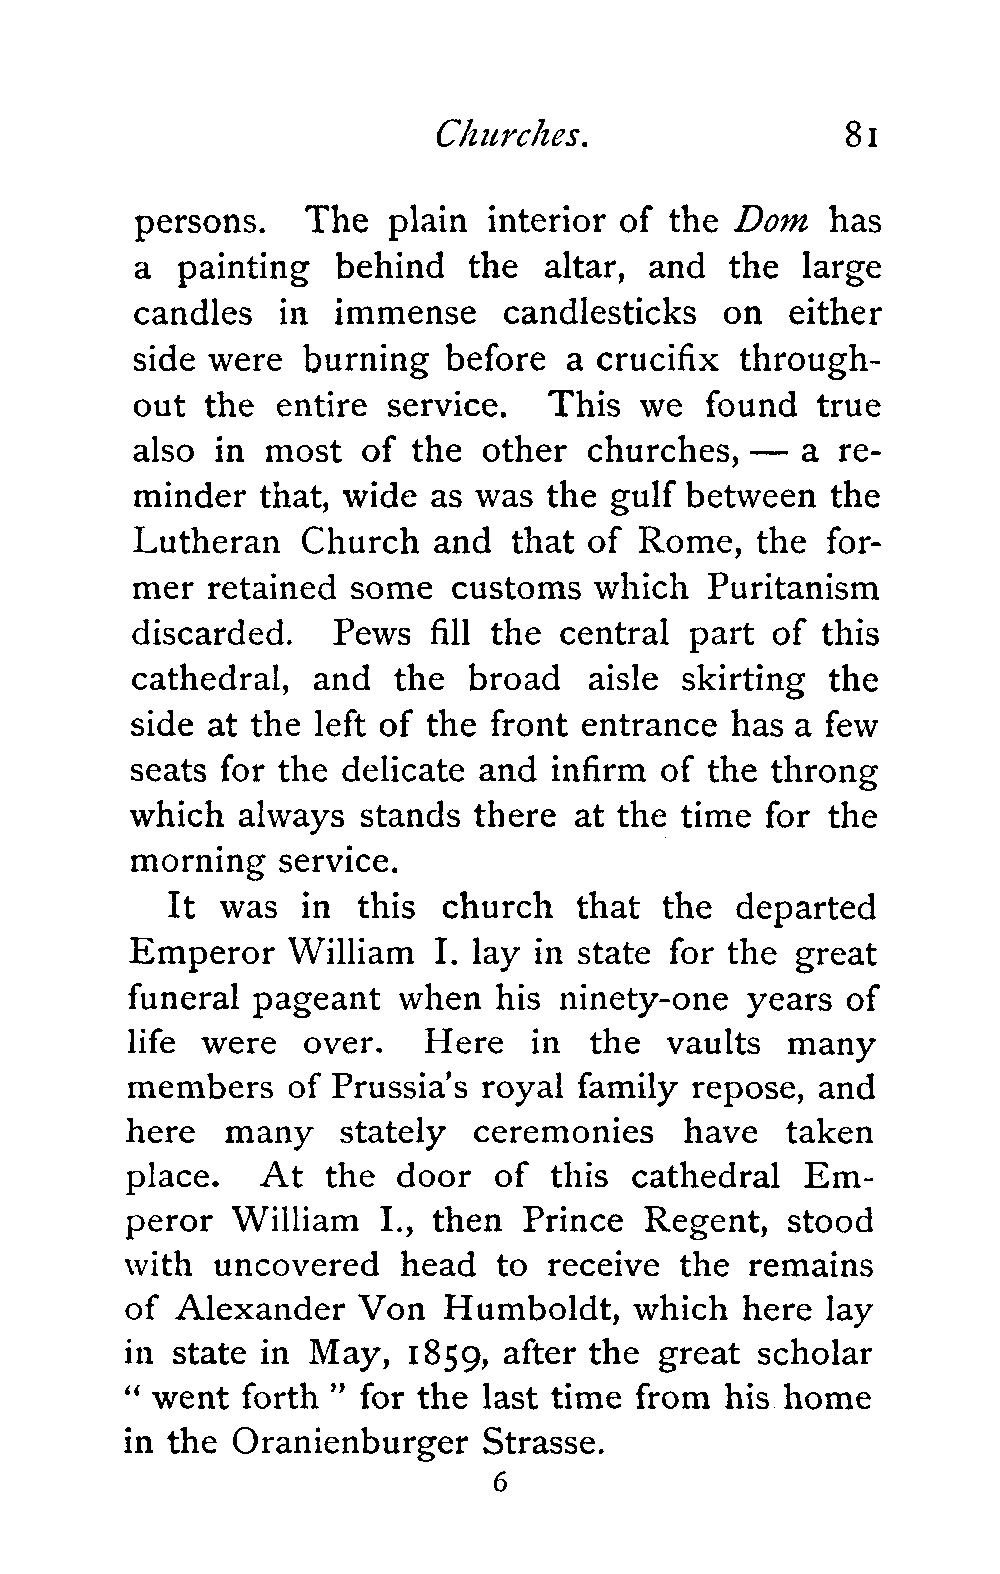 Churches. 81
persons. The plain interior of the Dom has
a painting behind the altar, and the large
candles in immense candlesticks on either
side were burning before a crucifix through-
out the entire service. This we found true
also in most of the other churches, — a re-
minder that, wide as was the gulf between the
Lutheran Church and that of Rome, the for-
mer retained some customs which Puritanism
discarded. Pews fill the central part of this
cathedral, and the broad aisle skirting the
side at the left of the front entrance has a few
seats for the delicate and infirm of the throng
which always stands there at the time for the
morning service.
It was in this church that the departed
Emperor William I. lay in state for the great
funeral pageant when his ninety-one years of
life were over. Here in the vaults many
members of Prussia's royal family repose, and
here many stately ceremonies have taken
place. At the door of this cathedral Em-
peror William I., then Prince Regent, stood
with uncovered head to receive the remains
of Alexander Von Humboldt, which here lay
in state in May, 1859, after the great scholar
“ went forth ” for the last time from his home
in the Oranienburger Strasse.
6